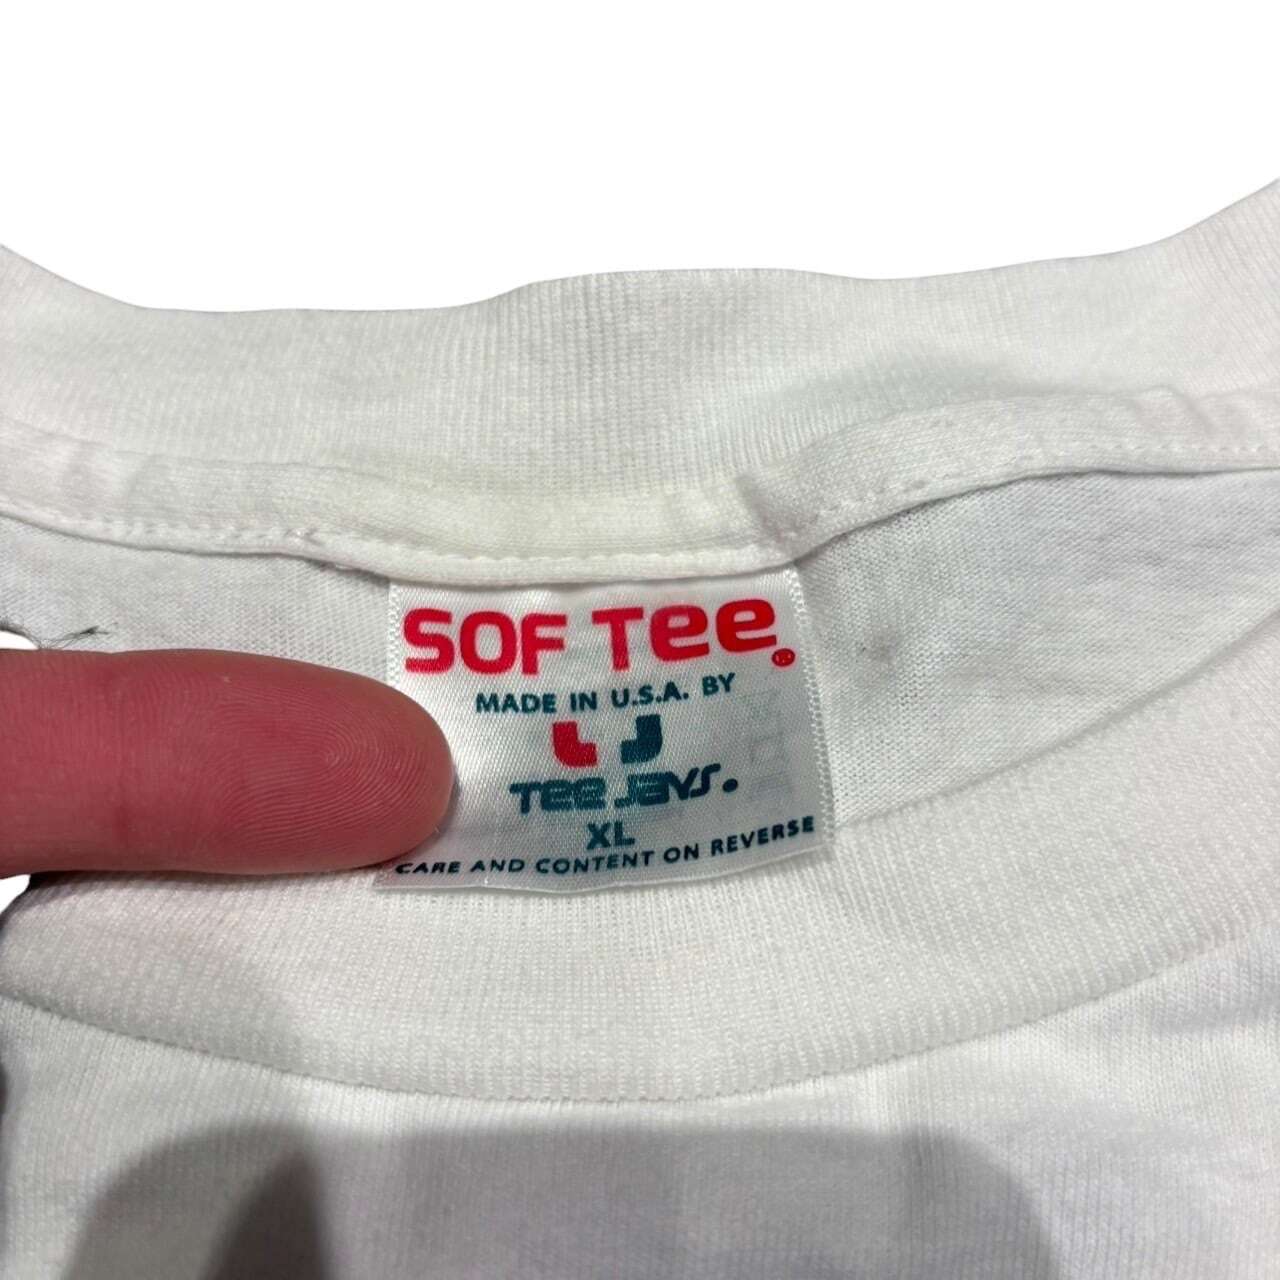 SOF TEE®
MADE IN U.S.A. BY
TEE JAYS.
XL
CARE AND CONTENT ON REVERSE